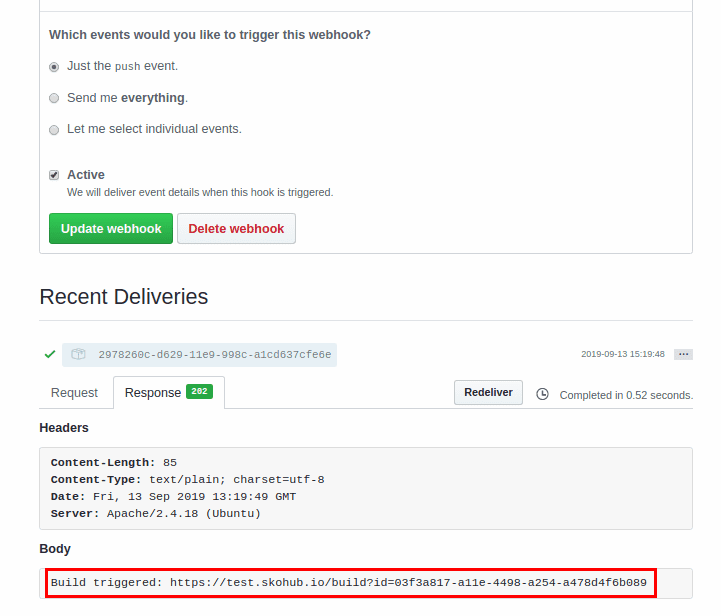 Which events would you like to trigger this webhook?
Just the push event.
Send me everything.
Let me select individual events.
Active
We will deliver event details when this hook is triggered.
Update webhook Delete webhook
Recent Deliveries
2978260c-d629-11e9-998c-a1cd637cfe6e 2019-09-13 15:19:48 ...
Request Response 202 Redeliver Completed in 0.52 seconds.
Headers
Content-Length: 85
Content-Type: text/plain; charset=utf-8
Date: Fri, 13 Sep 2019 13:19:49 GMT
Server: Apache/2.4.18 (Ubuntu)
Body
Build triggered: https://test.skohub.io/build?id=03f3a817-a11e-4498-a254-a478d4f6b089